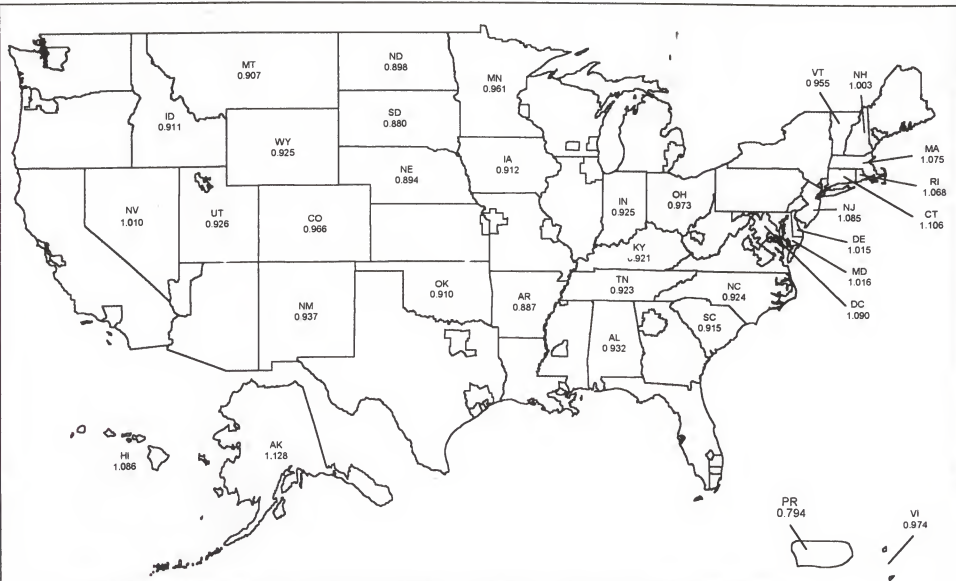 MT
0.907
ND
0.898
MN
0.961
VT
0.955
NH
1.003
ID
0.911
SD
0.880
WY
0.925
MA
1.075
IA
0.912
RI
1.068
NE
0.894
OH
0.973
IN
0.925
NJ
1.085
CT
1.106
NV
1.010
UT
0.926
CO
0.966
DE
1.015
KY
.921
MD
1.016
OK
0.910
TN
0.923
NC
0.924
DC
1.090
NM
0.937
AR
0.887
SC
0.915
AL
0.932
AK
1.128
HI
1.086
PR
0.794
VI
0.974